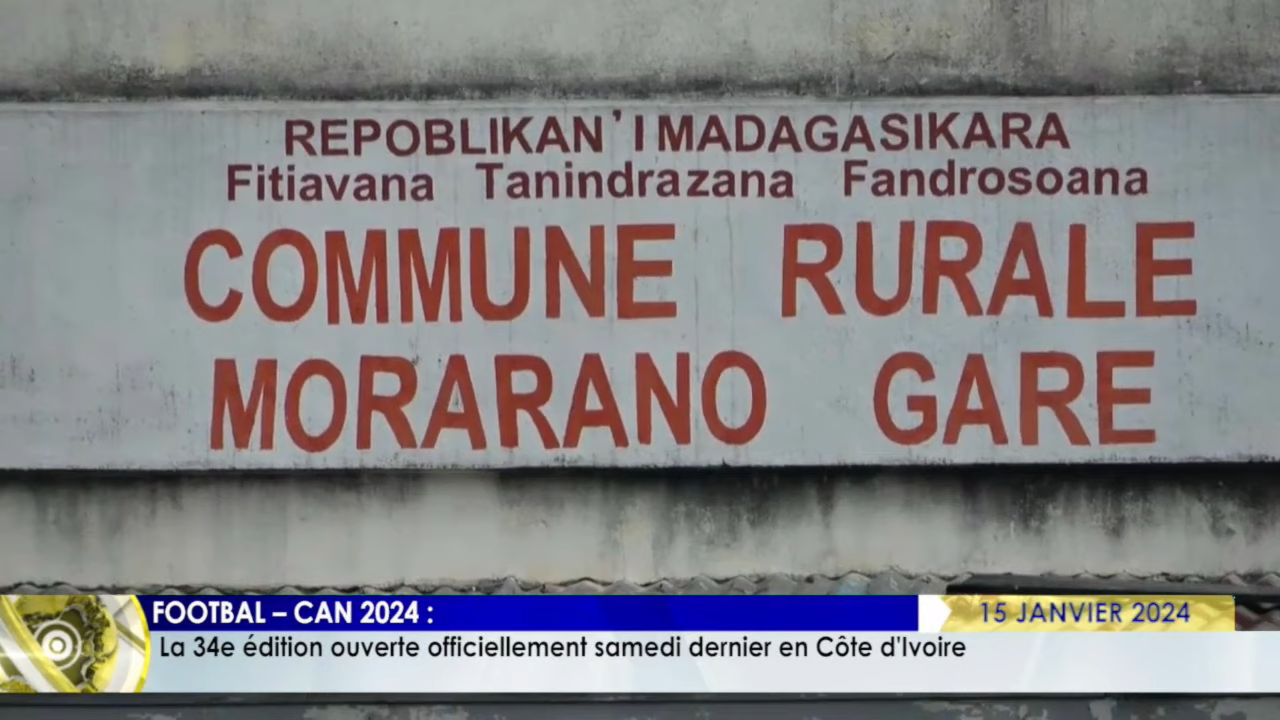 REPOBLIKAN'I MADAGASIKARA
Fitiavana Tanindrazana Fandrosoana
COMMUNE RURALE
MORARANO GARE
FOOTBAL – CAN 2024 :
15 JANVIER 2024
La 34e édition ouverte officiellement samedi dernier en Côte d'Ivoire